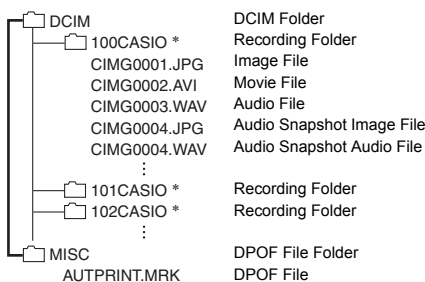 DCIM DCIM Folder
100CASIO * Recording Folder
CIMG0001.JPG Image File
CIMG0002.AVI Movie File
CIMG0003.WAV Audio File
CIMG0004.JPG Audio Snapshot Image File
CIMG0004.WAV Audio Snapshot Audio File
101CASIO * Recording Folder
102CASIO * Recording Folder
MISC DPOF File Folder
AUTPRINT.MRK DPOF File